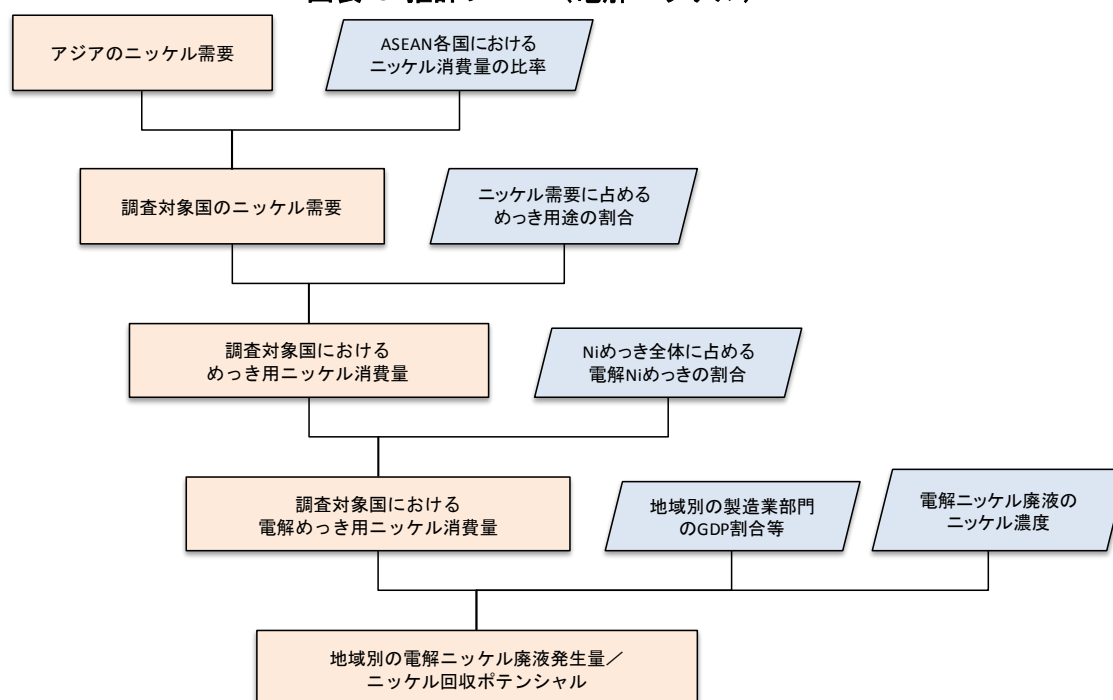 アジアのニッケル需要
ASEAN各国における
ニッケル消費量の比率
調査対象国のニッケル需要
ニッケル需要に占める
めっき用途の割合
調査対象国における
めっき用ニッケル消費量
Niめっき全体に占める
電解Niめっきの割合
調査対象国における
電解めっき用ニッケル消費量
地域別の製造業部門
のGDP割合等
電解ニッケル廃液の
ニッケル濃度
地域別の電解ニッケル廃液発生量／
ニッケル回収ポテンシャル